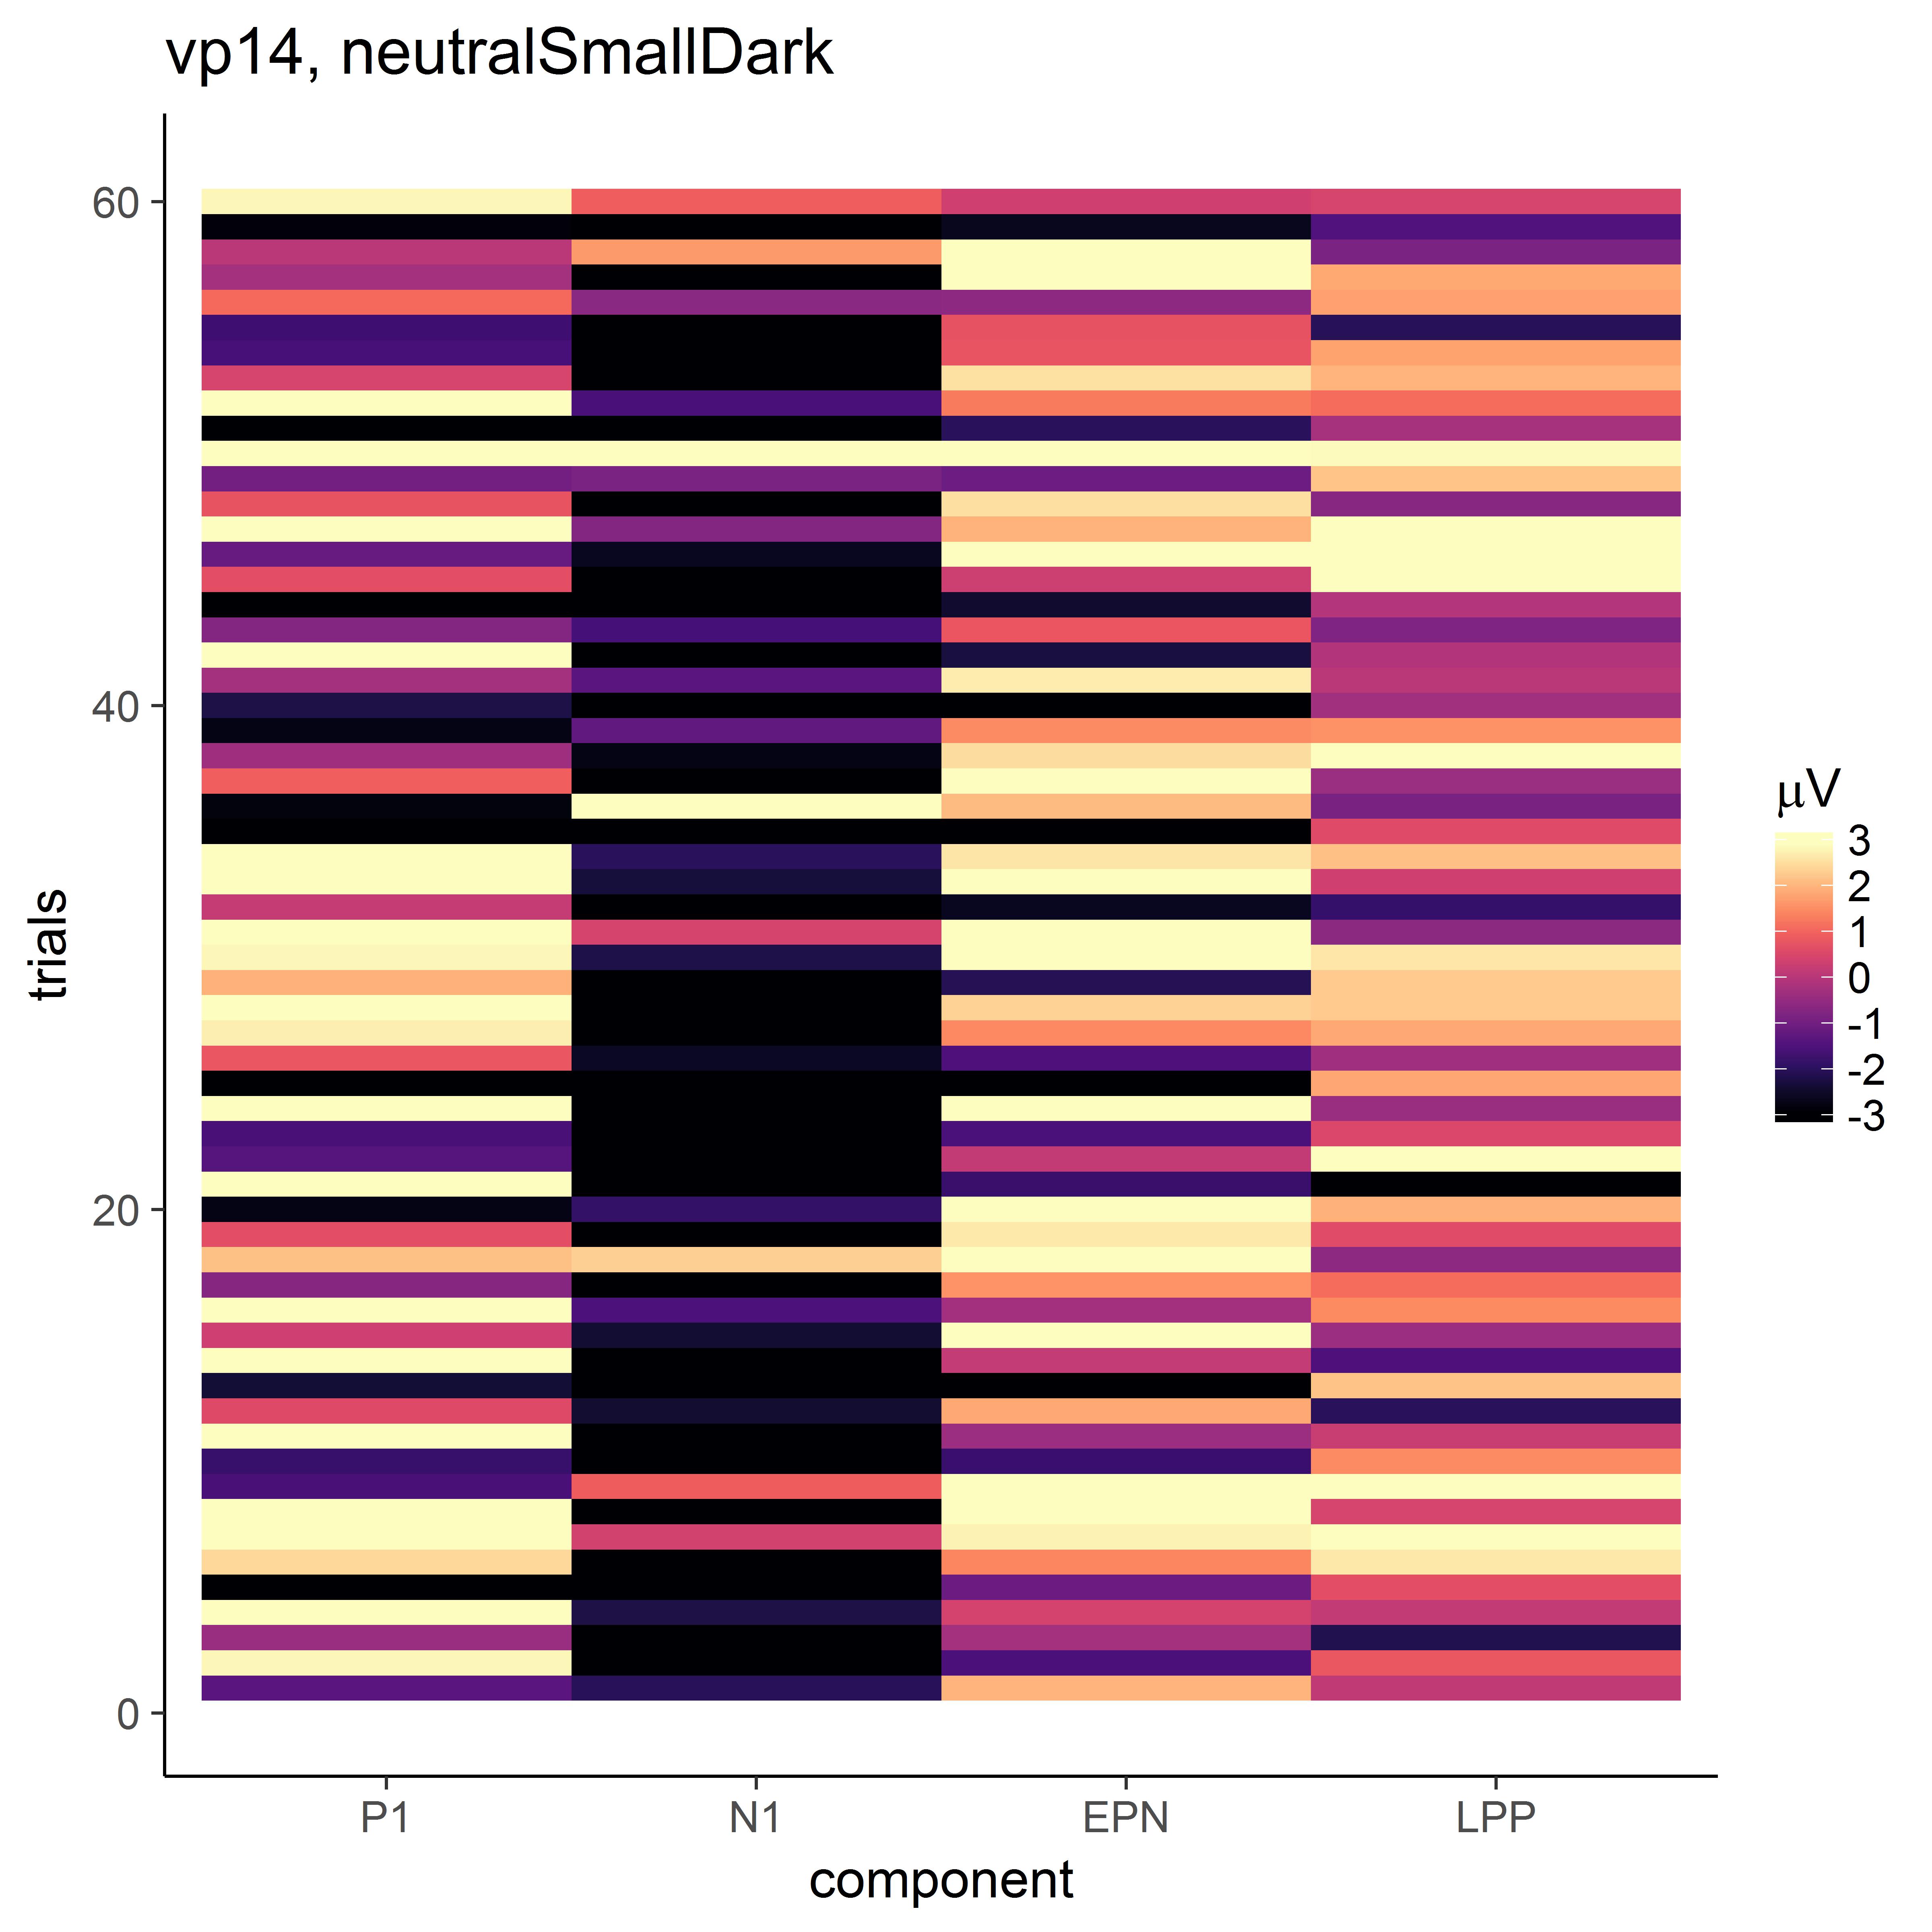 vp14, neutralSmallDark
60
40
20
0
trials
P1 N1 EPN LPP
component
μV
3
2
1
0
-1
-2
-3